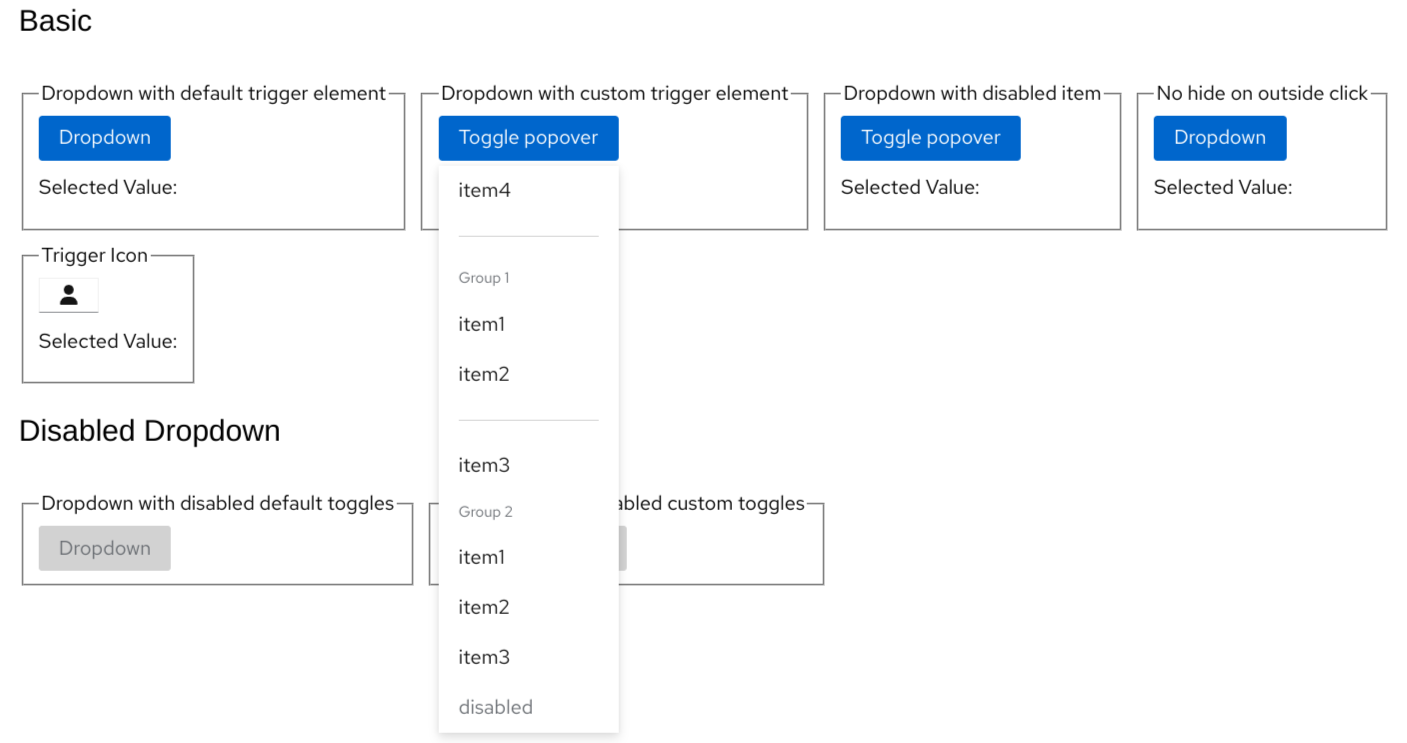 Basic
Dropdown with default trigger element
Dropdown
Selected Value:
Dropdown with custom trigger element
Toggle popover
item4
Group 1
item1
item2
item3
Group 2
item1
item2
item3
disabled
Dropdown with disabled item
Toggle popover
Selected Value:
No hide on outside click
Dropdown
Selected Value:
Trigger Icon
Selected Value:
Disabled Dropdown
Dropdown with disabled default toggles
Dropdown
custom toggles